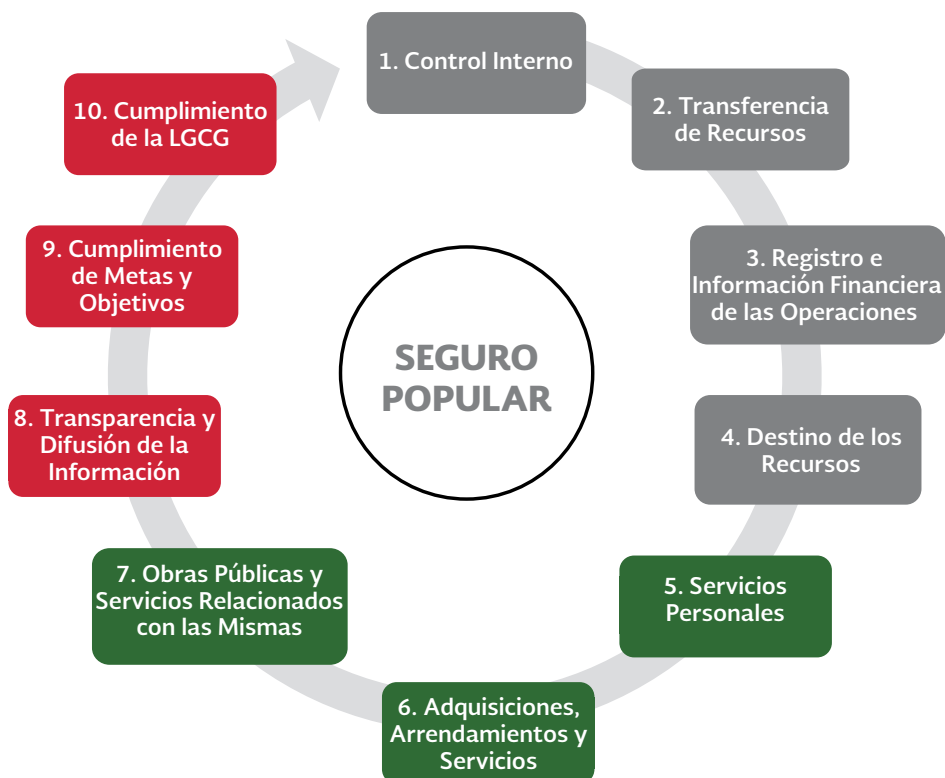 1. Control Interno
2. Transferencia
de Recursos
3. Registro e
Información Financiera
de las Operaciones
4. Destino de los
Recursos
5. Servicios
Personales
6. Adquisiciones,
Arrendamientos y
Servicios
7. Obras Públicas y
Servicios Relacionados
con las Mismas
8. Transparencia y
Difusión de la
Información
9. Cumplimiento
de Metas y
Objetivos
10. Cumplimiento
de la LGCG
SEGURO
POPULAR